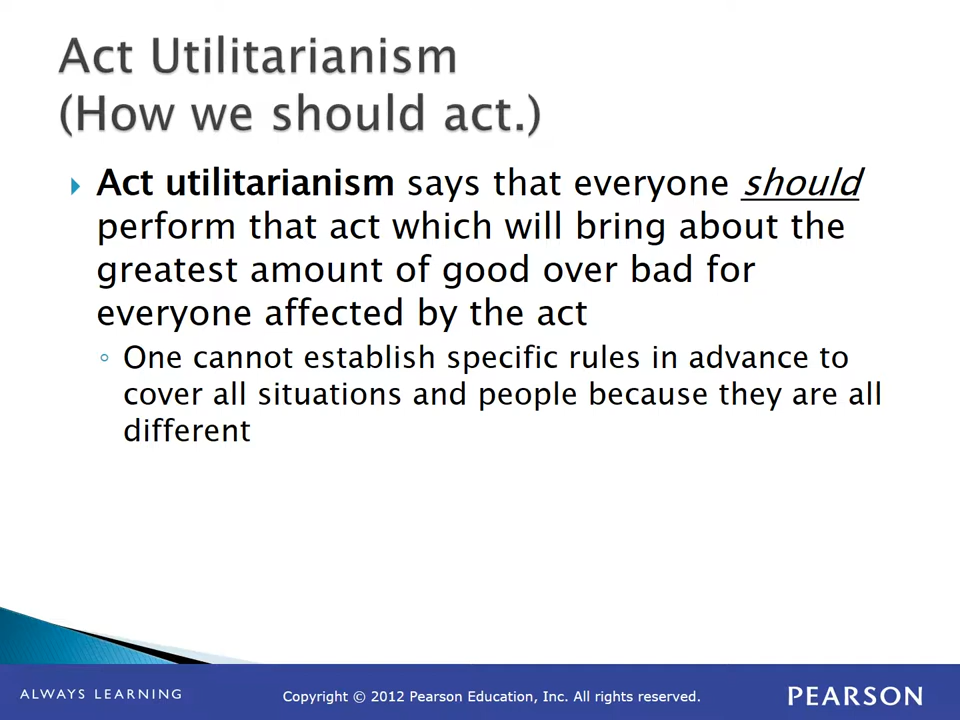 Act Utilitarianism
(How we should act.)
Act utilitarianism says that everyone should
perform that act which will bring about the
greatest amount of good over bad for
everyone affected by the act
One cannot establish specific rules in advance to
cover all situations and people because they are all
different
ALWAYS LEARNING
Copyright © 2012 Pearson Education, Inc. All rights reserved.
PEARSON